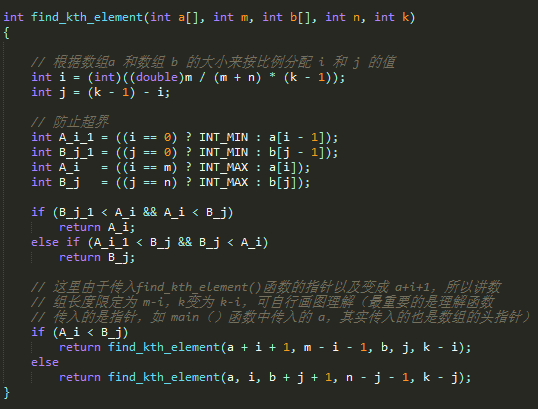 int find_kth_element(int a[], int m, int b[], int n, int k)
{
// 根据数组a 和数组 b 的大小来按比例分配 i 和 j 的值
int i = (int)((double)m / (m + n) * (k - 1));
int j = (k - 1) - i;
// 防止超界
int A_i_1 = ((i == 0) ? INT_MIN : a[i - 1]);
int B_j_1 = ((j == 0) ? INT_MIN : b[j - 1]);
int A_i   = ((i == m) ? INT_MAX : a[i]);
int B_j   = ((j == n) ? INT_MAX : b[j]);
if (B_j_1 < A_i && A_i < B_j)
return A_i;
else if (A_i_1 < B_j && B_j < A_i)
return B_j;
// 这里由于传入find_kth_element()函数的指针以及变成 a+i+1, 所以讲数
// 组长度限定为 m-i, k变为 k-i, 可自行画图理解（最重要的是理解函数
// 传入的是指针, 如 main（）函数中传入的 a, 其实传入的也是数组的头指针）
if (A_i < B_j)
return find_kth_element(a + i + 1, m - i - 1, b, j, k - i);
else
return find_kth_element(a, i, b + j + 1, n - j - 1, k - j);
}